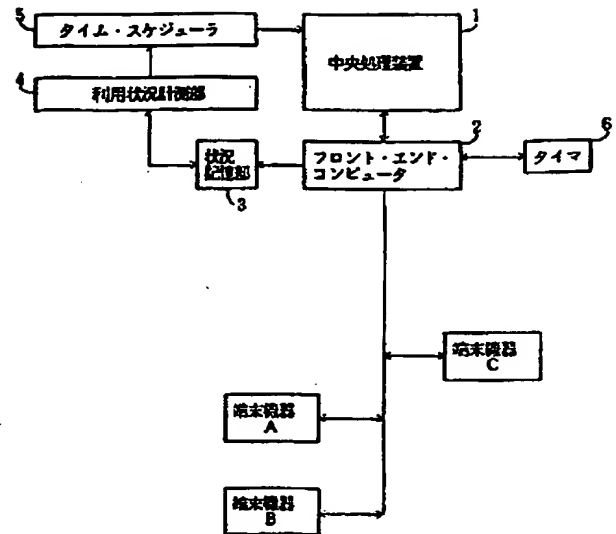 5
タイム・スケジューラ
1
中央処理装置
4
利用状況計測部
2
フロント・エンド・
コンピュータ
6
タイマ
状況
記憶部
3
端末機器
C
端末機器
A
端末機器
B